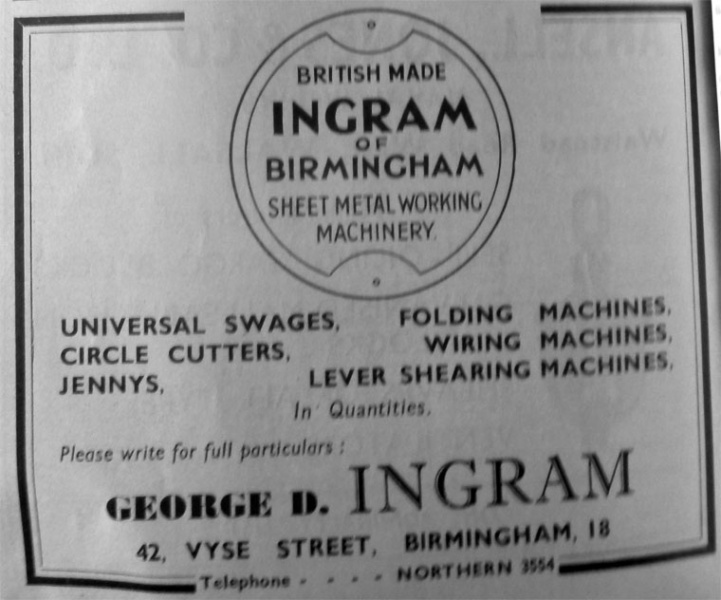 BRITISH MADE
INGRAM
OF
BIRMINGHAM
SHEET METAL WORKING
MACHINERY.
UNIVERSAL SWAGES, FOLDING MACHINES,
CIRCLE CUTTERS, WIRING MACHINES,
JENNYS, LEVER SHEARING MACHINES,
In Quantities.
Please write for full particulars :
GEORGE D. INGRAM
42, VYSE STREET, BIRMINGHAM, 18
Telephone - - - - NORTHERN 3554